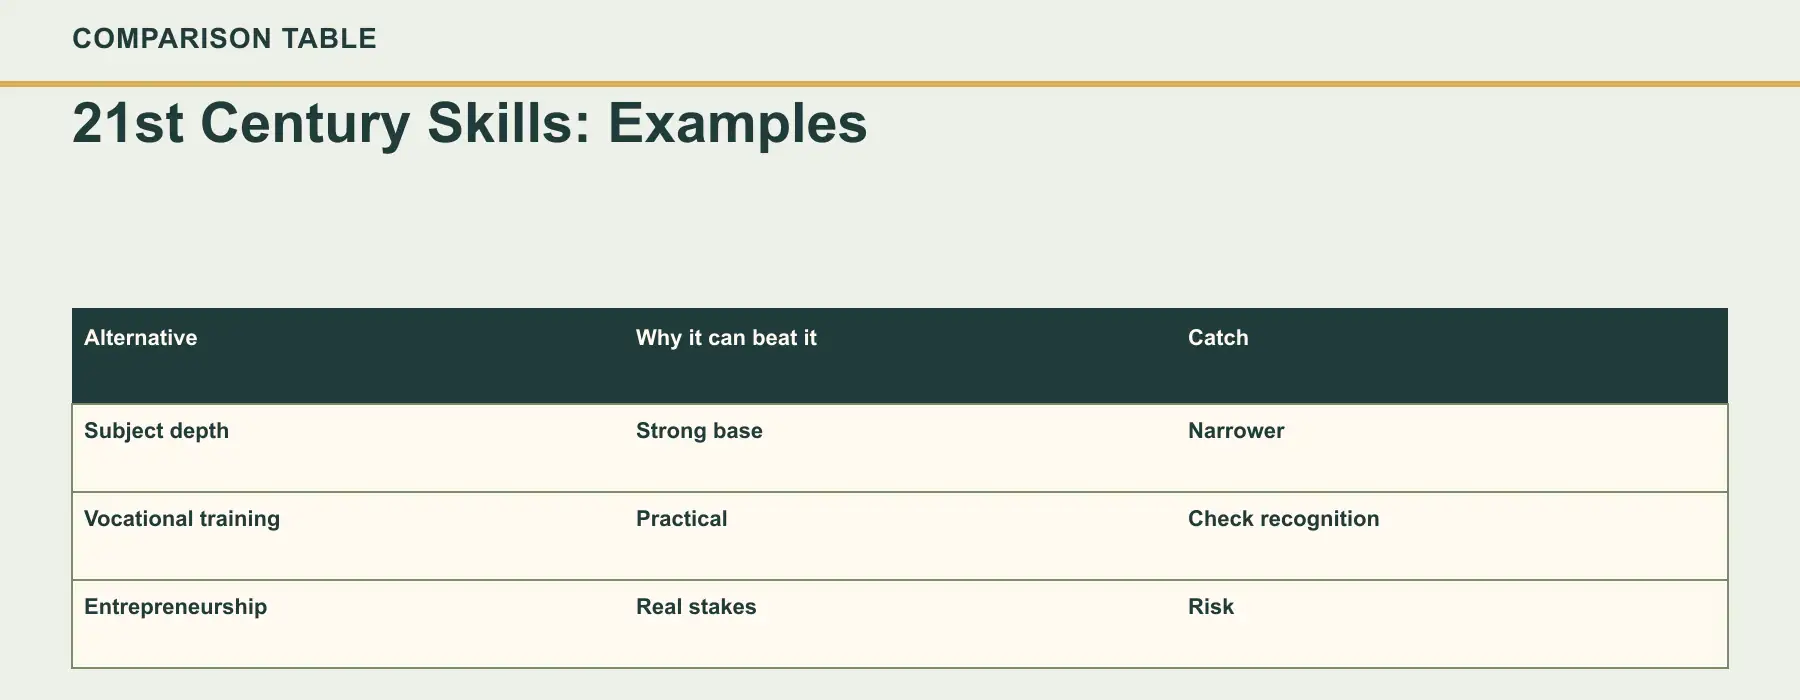 COMPARISON TABLE
21st Century Skills: Examples
Alternative Why it can beat it Catch
Subject depth Strong base Narrower
Vocational training Practical Check recognition
Entrepreneurship Real stakes Risk